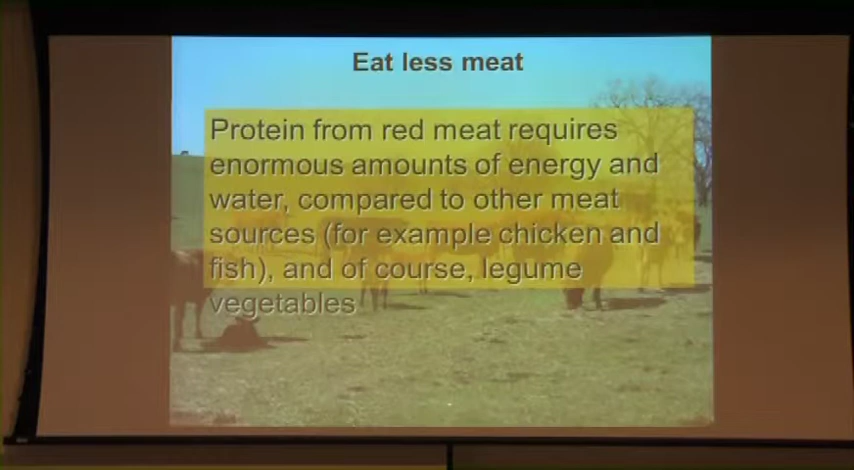 Eat less meat
Protein from red meat requires
enormous amounts of energy and
water, compared to other meat
sources (for example chicken and
fish), and of course, legume
vegetables